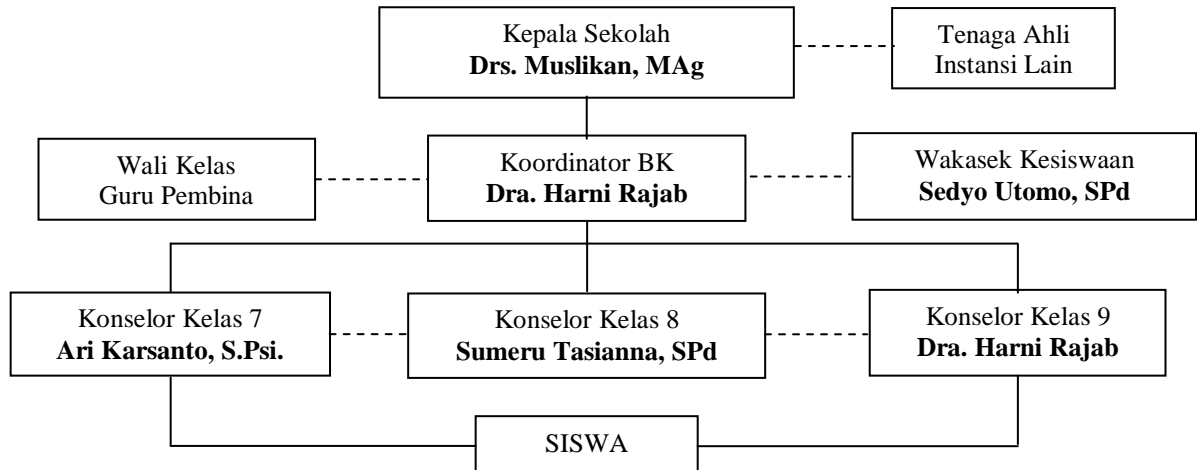 Kepala Sekolah
Drs. Muslikan, MAg
Tenaga Ahli
Instansi Lain
Wali Kelas
Guru Pembina
Koordinator BK
Dra. Harni Rajab
Wakasek Kesiswaan
Sedyo Utomo, SPd
Konselor Kelas 7
Ari Karsanto, S.Psi.
Konselor Kelas 8
Sumeru Tasianna, SPd
Konselor Kelas 9
Dra. Harni Rajab
SISWA